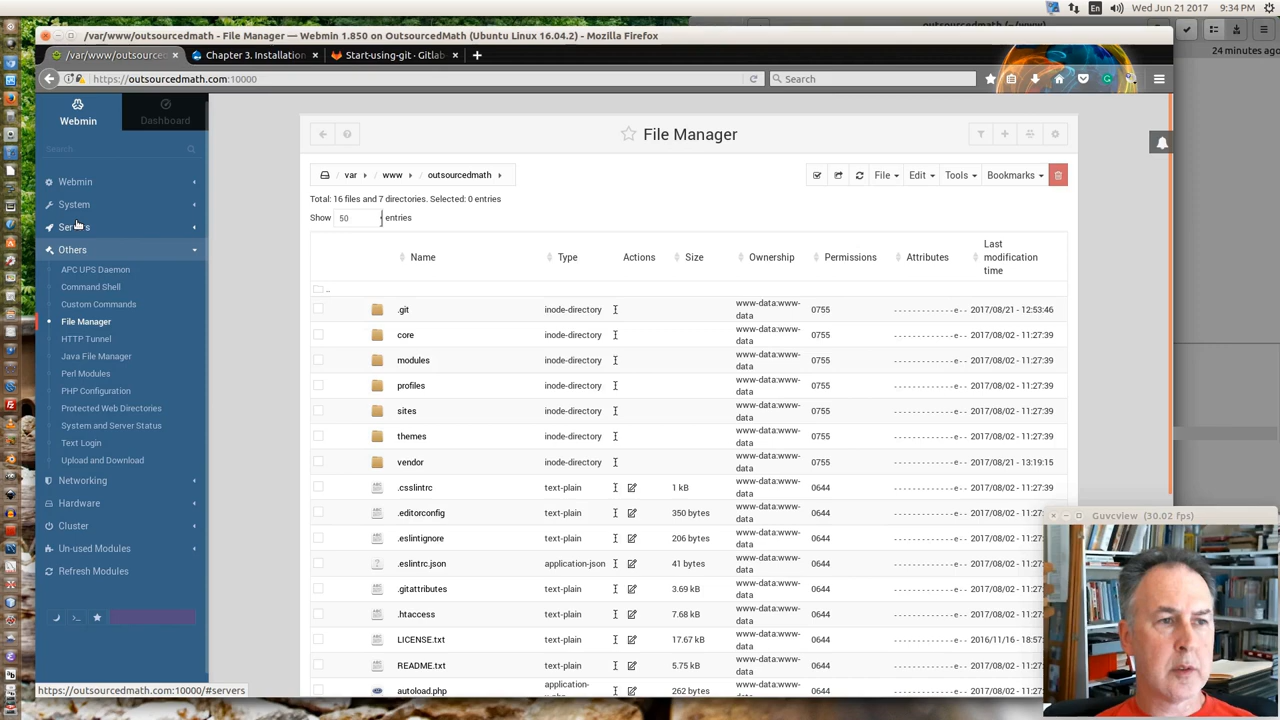 En
Wed Jun 21 2017
9:34 PM
/var/www/outsourcedmath - File Manager — Webmin 1.850 on OutsourcedMath (Ubuntu Linux 16.04.2) - Mozilla Firefox
24 minutes ago
/var/www/outsourced
Chapter 3. Installation
Start-using-git · Gitlab
https://outsourcedmath.com:10000
Search
Webmin
Dashboard
Search
Webmin
System
Servers
Others
APC UPS Daemon
Command Shell
Custom Commands
File Manager
HTTP Tunnel
Java File Manager
Perl Modules
PHP Configuration
Protected Web Directories
System and Server Status
Text Login
Upload and Download
Networking
Hardware
Cluster
Un-used Modules
Refresh Modules
https://outsourcedmath.com:10000/#servers
File Manager
/ var / www / outsourcedmath
File Edit Tools Bookmarks
Total: 16 files and 7 directories. Selected: 0 entries
Show 50 entries
Name Type Actions Size Ownership Permissions Attributes Last modification time
..
.git inode-directory www-data:www-data 0755 - - - - - - - - - - - - - e - - 2017/08/21 - 12:53:46
core inode-directory www-data:www-data 0755 - - - - - - - - - - - - - e - - 2017/08/02 - 11:27:39
modules inode-directory www-data:www-data 0755 - - - - - - - - - - - - - e - - 2017/08/02 - 11:27:39
profiles inode-directory www-data:www-data 0755 - - - - - - - - - - - - - e - - 2017/08/02 - 11:27:39
sites inode-directory www-data:www-data 0755 - - - - - - - - - - - - - e - - 2017/08/02 - 11:27:39
themes inode-directory www-data:www-data 0755 - - - - - - - - - - - - - e - - 2017/08/02 - 11:27:39
vendor inode-directory www-data:www-data 0755 - - - - - - - - - - - - - e - - 2017/08/21 - 13:19:15
.csslintrc text-plain 1 kB www-data:www-data 0644 - - - - - - - - - - - - - e - - 2017/08/02 - 11:27:39
.editorconfig text-plain 350 bytes www-data:www-data 0644 - - - - - - - - - - - - - e - - 2017/08/02 - 11:27:
.eslintignore text-plain 206 bytes www-data:www-data 0644 - - - - - - - - - - - - - e - - 2017/08/02 - 11:27:
.eslintrc.json application-json 41 bytes www-data:www-data 0644 - - - - - - - - - - - - - e - - 2017/08/02 - 11:27:
.gitattributes text-plain 3.69 kB www-data:www-data 0644 - - - - - - - - - - - - - e - - 2017/08/02 - 11:27:
.htaccess text-plain 7.68 kB www-data:www-data 0644 - - - - - - - - - - - - - e - - 2017/08/02 - 11:27:
LICENSE.txt text-plain 17.67 kB www-data:www-data 0644 - - - - - - - - - - - - - e - - 2016/11/16 - 18:57:
README.txt text-plain 5.75 kB www-data:www-data 0644 - - - - - - - - - - - - - e - - 2017/08/02 - 11:27:
autoload.php application- 262 bytes www-data:www-data 0644 - - - - - - - - - - - - - e - - 2017/08/02 - 11:27:
Guvcview (30.02 fps)